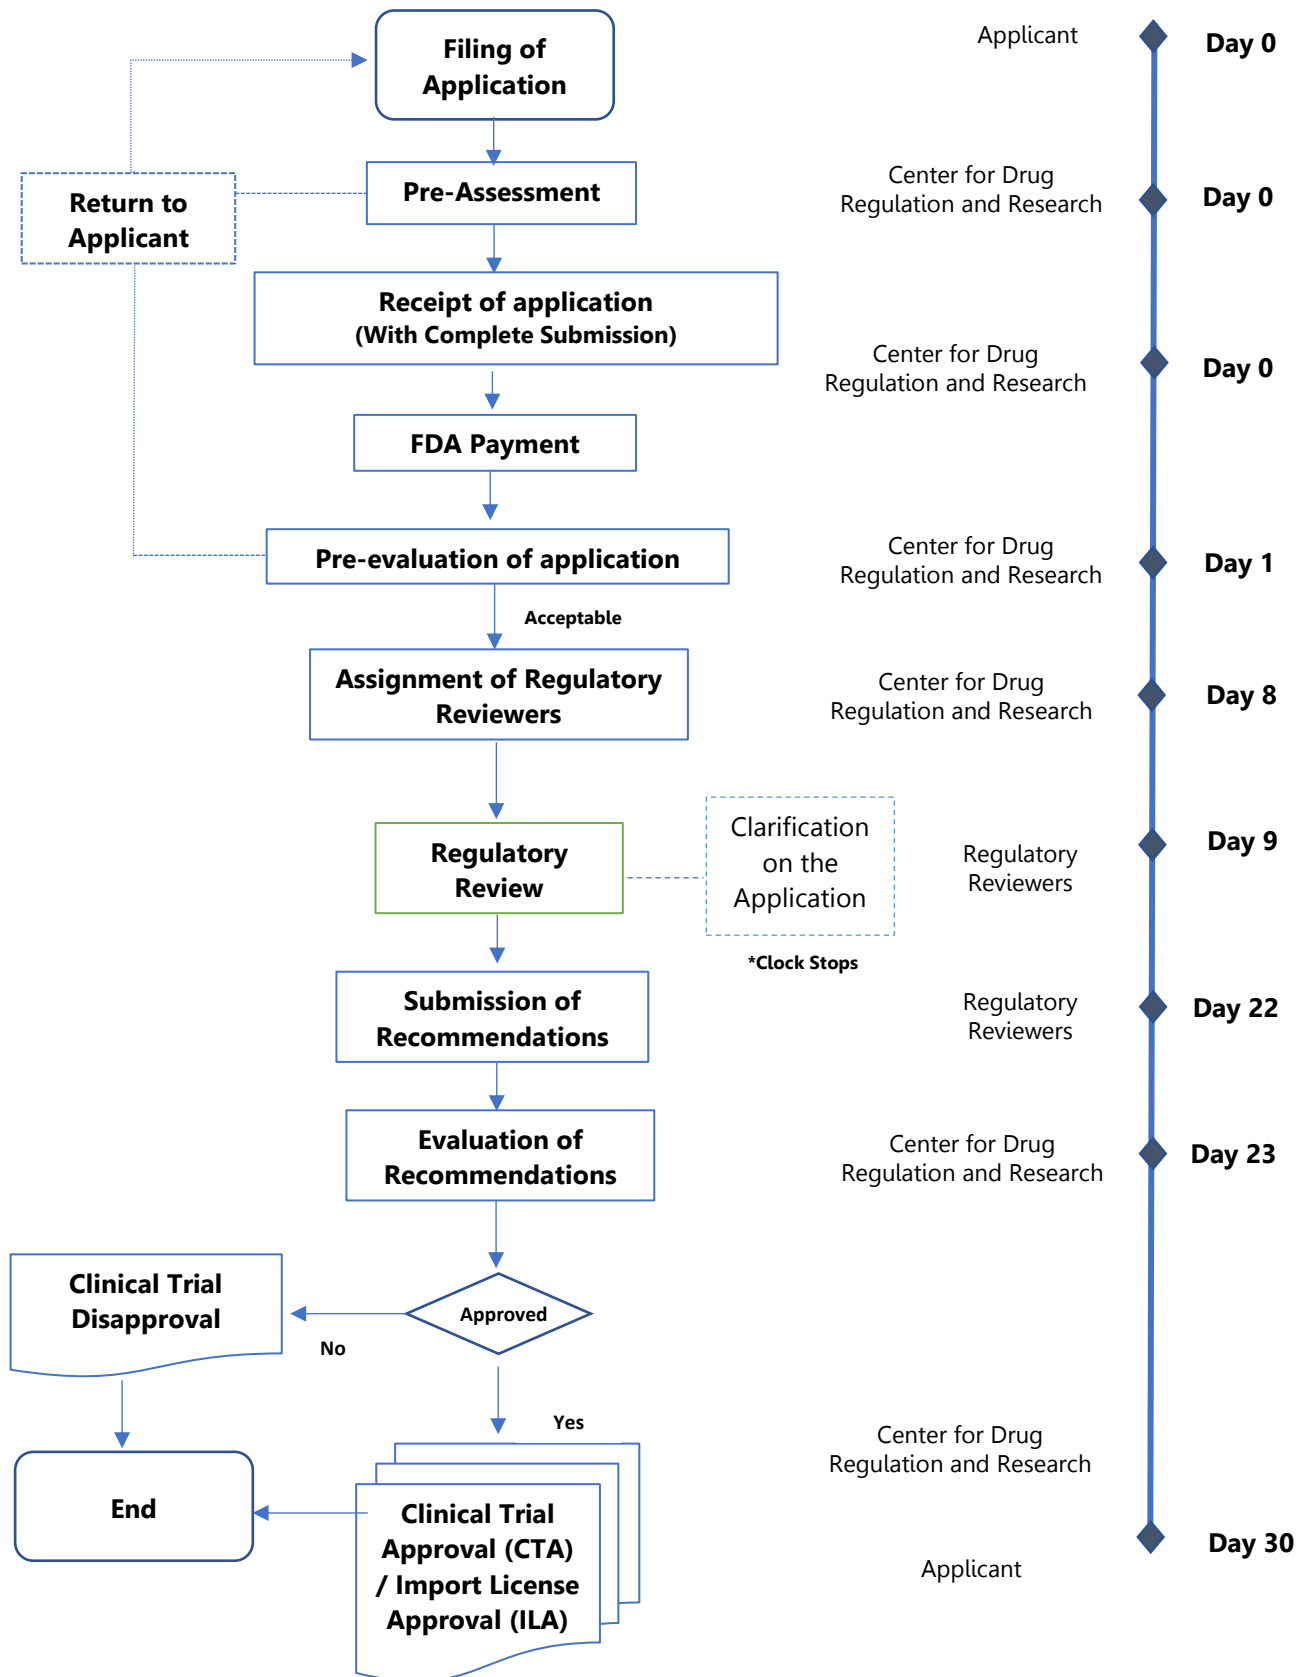 Filing of
Application
Applicant
Day 0
Return to
Applicant
Pre-Assessment
Center for Drug
Regulation and Research
Day 0
Receipt of application
(With Complete Submission)
Center for Drug
Regulation and Research
Day 0
FDA Payment
Pre-evaluation of application
Center for Drug
Regulation and Research
Day 1
Acceptable
Assignment of Regulatory
Reviewers
Center for Drug
Regulation and Research
Day 8
Regulatory
Review
Clarification
on the
Application
*Clock Stops
Regulatory
Reviewers
Day 9
Submission of
Recommendations
Regulatory
Reviewers
Day 22
Evaluation of
Recommendations
Center for Drug
Regulation and Research
Day 23
Approved
No
Clinical Trial
Disapproval
Yes
End
Clinical Trial
Approval (CTA)
/ Import License
Approval (ILA)
Center for Drug
Regulation and Research
Applicant
Day 30